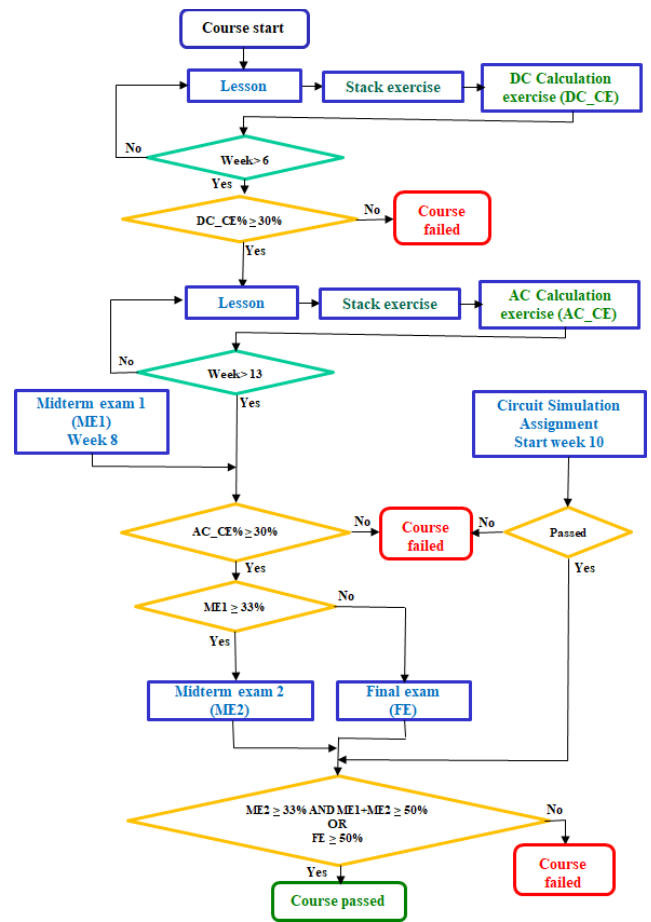 Course start
Lesson
Stack exercise
DC Calculation
exercise (DC_CE)
No
Week> 6
Yes
DC_CE% ≥ 30%
No
Course
failed
Yes
Lesson
Stack exercise
AC Calculation
exercise (AC_CE)
No
Week> 13
Yes
Midterm exam 1
(ME1)
Week 8
Circuit Simulation
Assignment
Start week 10
AC_CE% ≥ 30%
No
Course
failed
No
Passed
Yes
Yes
ME1 ≥ 33%
No
Yes
Midterm exam 2
(ME2)
Final exam
(FE)
ME2 ≥ 33% AND ME1+ME2 ≥ 50%
OR
FE ≥ 50%
No
Yes
Course
failed
Course passed